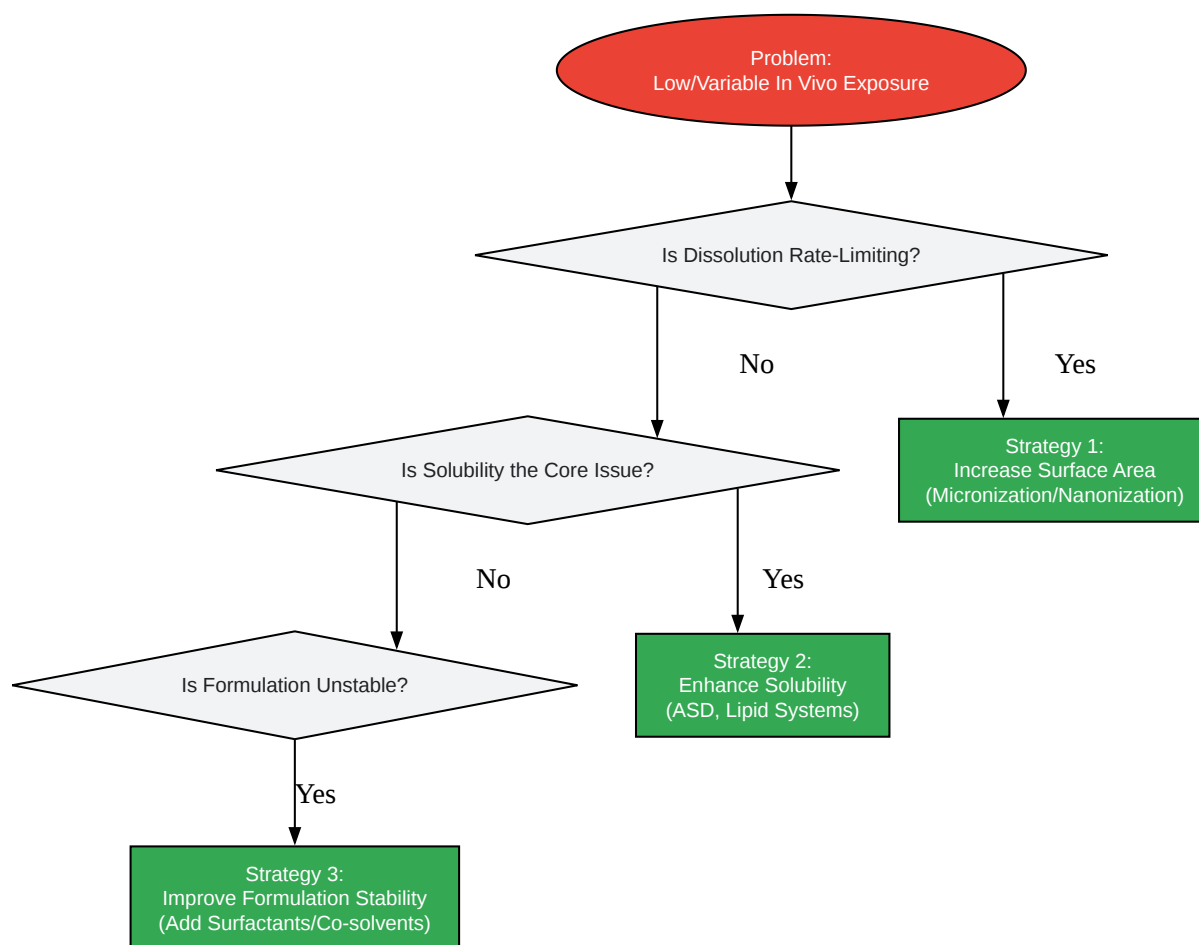 Problem:
Low/Variable In Vivo Exposure
Is Dissolution Rate-Limiting?
No
Yes
Strategy 1:
Increase Surface Area
(Micronization/Nanonization)
Is Solubility the Core Issue?
No
Yes
Strategy 2:
Enhance Solubility
(ASD, Lipid Systems)
Is Formulation Unstable?
Yes
Strategy 3:
Improve Formulation Stability
(Add Surfactants/Co-solvents)